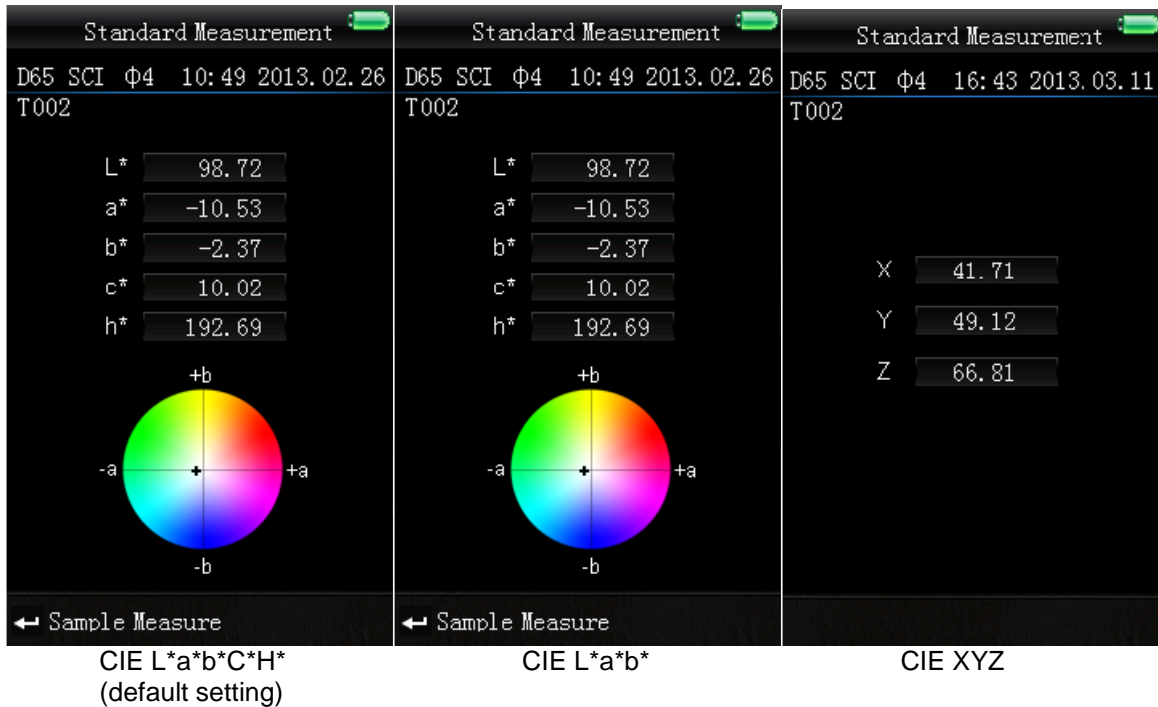 Standard Measurement
D65 SCI Φ4 10:49 2013.02.26
T002
L* 98.72
a* -10.53
b* -2.37
c* 10.02
h* 192.69
+b
-a +a
-b
Sample Measure
CIE L*a*b*C*H*
(default setting)
Standard Measurement
D65 SCI Φ4 10:49 2013.02.26
T002
L* 98.72
a* -10.53
b* -2.37
c* 10.02
h* 192.69
+b
-a +a
-b
Sample Measure
CIE L*a*b*
Standard Measurement
D65 SCI Φ4 16:43 2013.03.11
T002
X 41.71
Y 49.12
Z 66.81
CIE XYZ